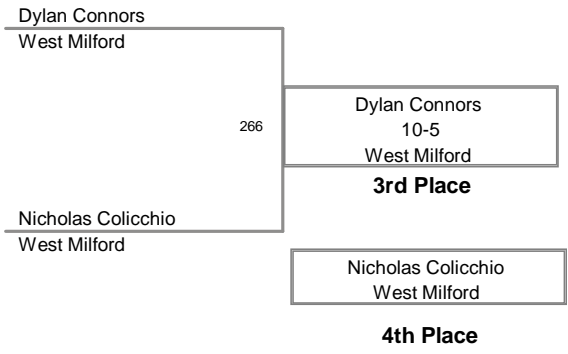 Dylan Connors
West Milford
266
Dylan Connors
10-5
West Milford
3rd Place
Nicholas Colicchio
West Milford
Nicholas Colicchio
West Milford
4th Place